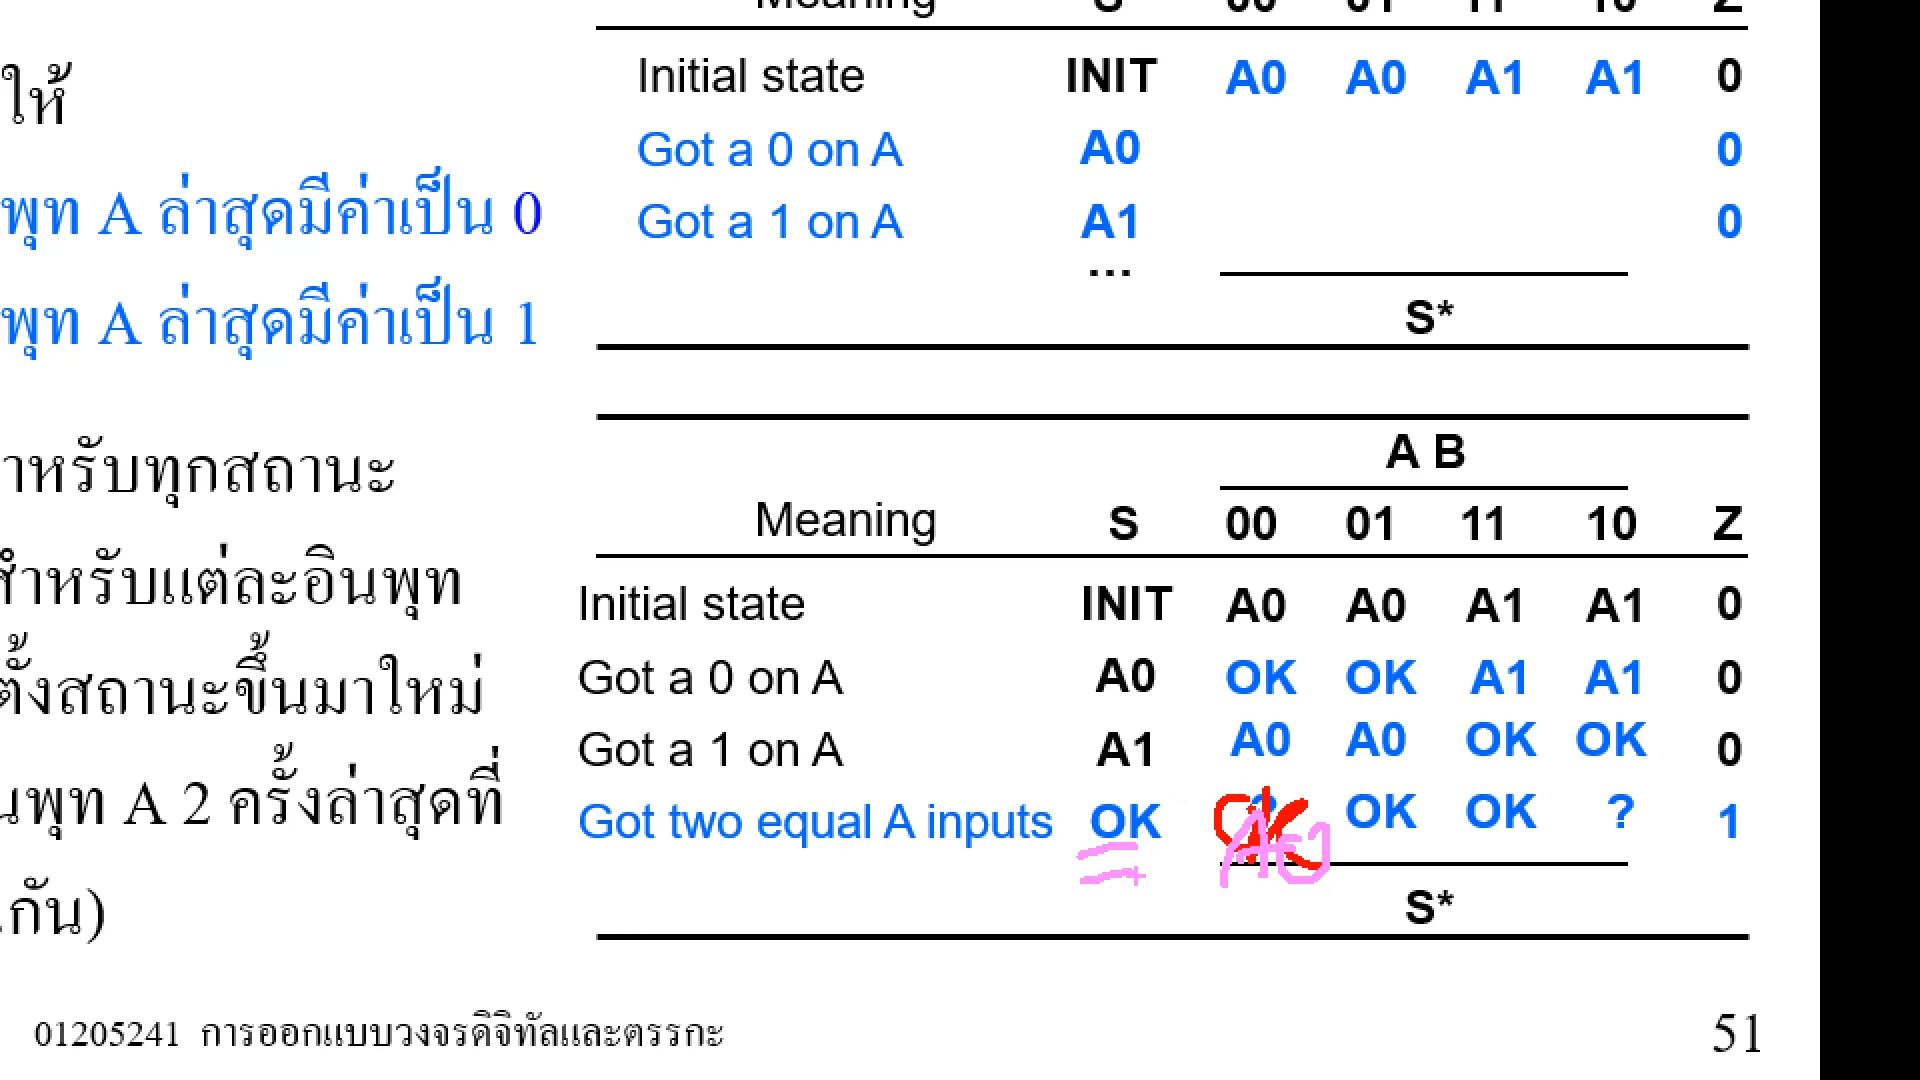 Meaning S 00 01 11 10 Z
ให้
Initial state INIT A0 A0 A1 A1 0
Got a 0 on A A0 0
พุท A ล่าสุดมีค่าเป็น 0
Got a 1 on A A1 0
...
พุท A ล่าสุดมีค่าเป็น 1
S*
A B
าหรับทุกสถานะ
Meaning S 00 01 11 10 Z
สำหรับแต่ละอินพุท
Initial state INIT A0 A0 A1 A1 0
ตั้งสถานะขึ้นมาใหม่
Got a 0 on A A0 OK OK A1 A1 0
Got a 1 on A A1 A0 A0 OK OK 0
นพุท A 2 ครั้งล่าสุดที่
Got two equal A inputs OK OK OK ? 1
S*
กัน)
01205241 การออกแบบวงจรดิจิทัลและตรรกะ
51